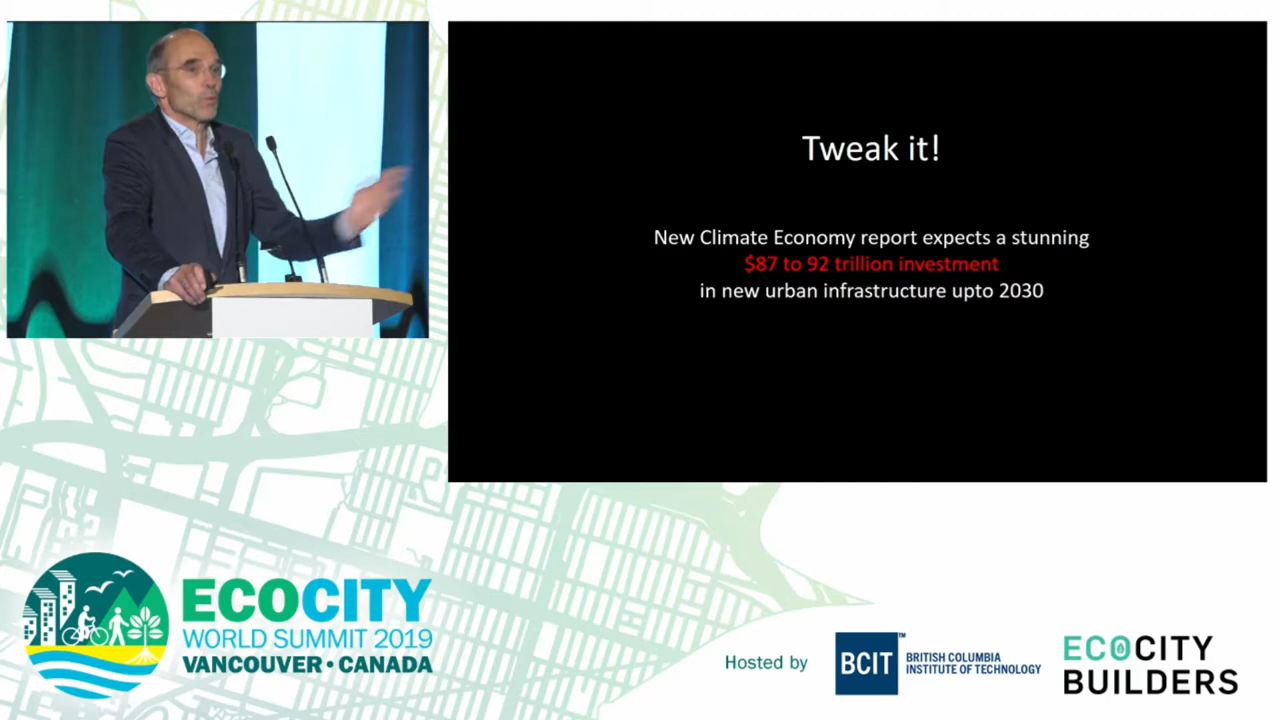 Tweak it!
New Climate Economy report expects a stunning
$87 to 92 trillion investment
in new urban infrastructure upto 2030
ECOCITY
WORLD SUMMIT 2019
VANCOUVER • CANADA
Hosted by
BCIT™
BRITISH COLUMBIA
INSTITUTE OF TECHNOLOGY
ECOCITY
BUILDERS